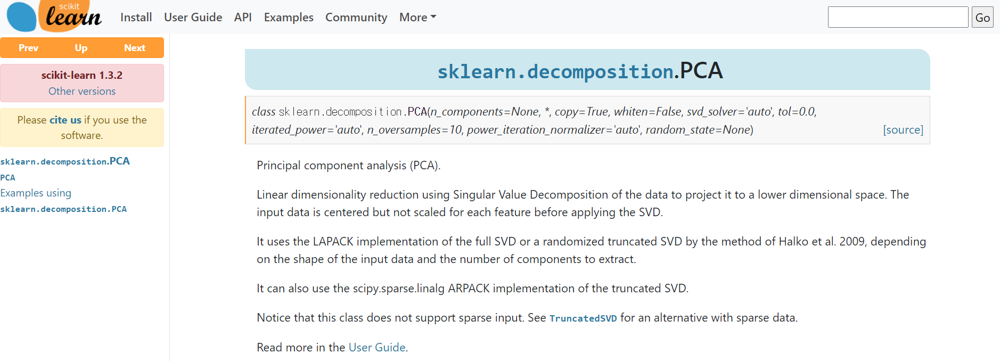 scikit
learn
Install User Guide API Examples Community More
Go
Prev Up Next
scikit-learn 1.3.2
Other versions
Please cite us if you use the
software.
sklearn.decomposition.PCA
PCA
Examples using
sklearn.decomposition.PCA
sklearn.decomposition.PCA
class sklearn.decomposition.PCA(n_components=None, *, copy=True, whiten=False, svd_solver='auto', tol=0.0,
iterated_power='auto', n_oversamples=10, power_iteration_normalizer='auto', random_state=None) [source]
Principal component analysis (PCA).
Linear dimensionality reduction using Singular Value Decomposition of the data to project it to a lower dimensional space. The
input data is centered but not scaled for each feature before applying the SVD.
It uses the LAPACK implementation of the full SVD or a randomized truncated SVD by the method of Halko et al. 2009, depending
on the shape of the input data and the number of components to extract.
It can also use the scipy.sparse.linalg ARPACK implementation of the truncated SVD.
Notice that this class does not support sparse input. See TruncatedSVD for an alternative with sparse data.
Read more in the User Guide.